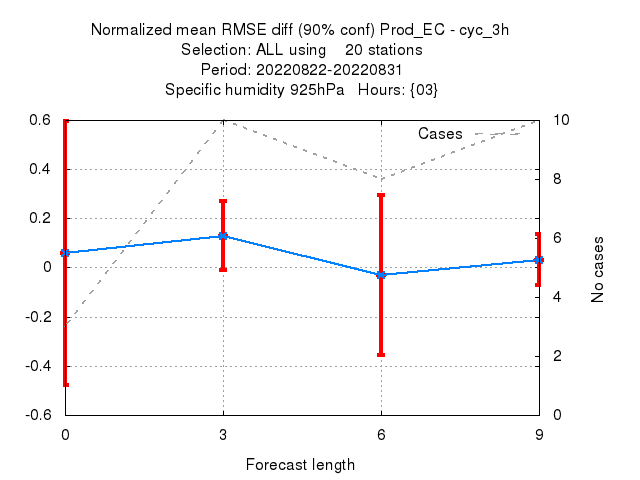 Normalized mean RMSE diff (90% conf) Prod_EC - cyc_3h
Selection: ALL using    20 stations
Period: 20220822-20220831
Specific humidity 925hPa   Hours: {03}
0.6
0.4
0.2
0
-0.2
-0.4
-0.6
Cases
10
8
6
4
2
0
No cases
0 3 6 9
Forecast length